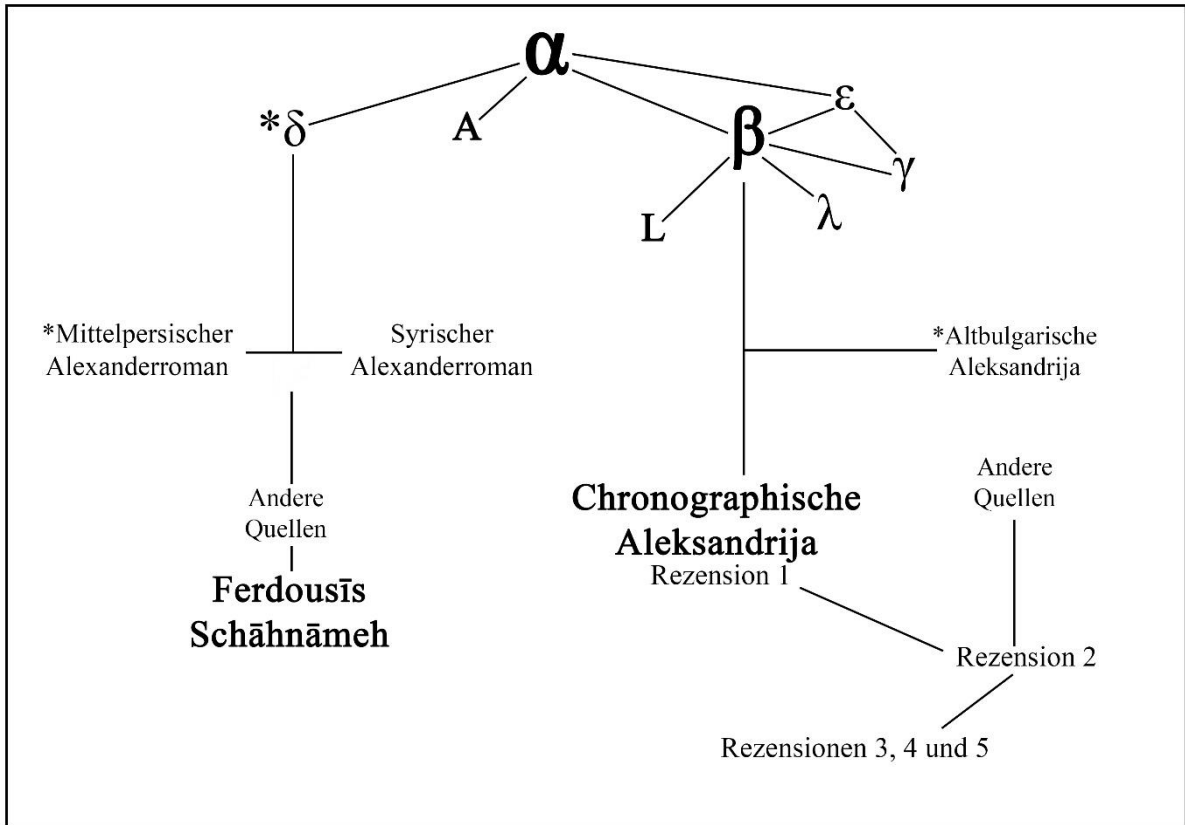 α
*δ
A
β
ε
γ
L
λ
*Mittelpersischer
Alexanderroman
Syrischer
Alexanderroman
*Altbulgarische
Aleksandrija
Andere
Quellen
Ferdousīs
Schāhnāmeh
Chronographische
Aleksandrija
Rezension 1
Andere
Quellen
Rezension 2
Rezensionen 3, 4 und 5